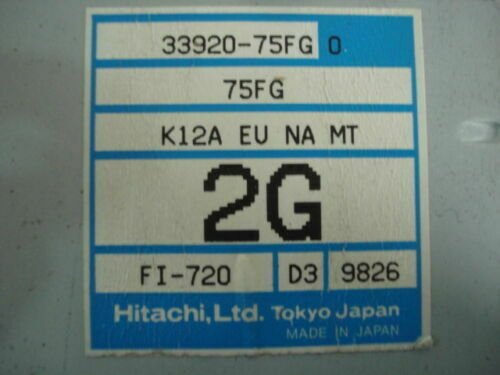 33920-75FG 0
75FG
K12A EU NA MT
2G
FI-720 D3 9826
Hitachi,Ltd. Tokyo Japan
MADE IN JAPAN